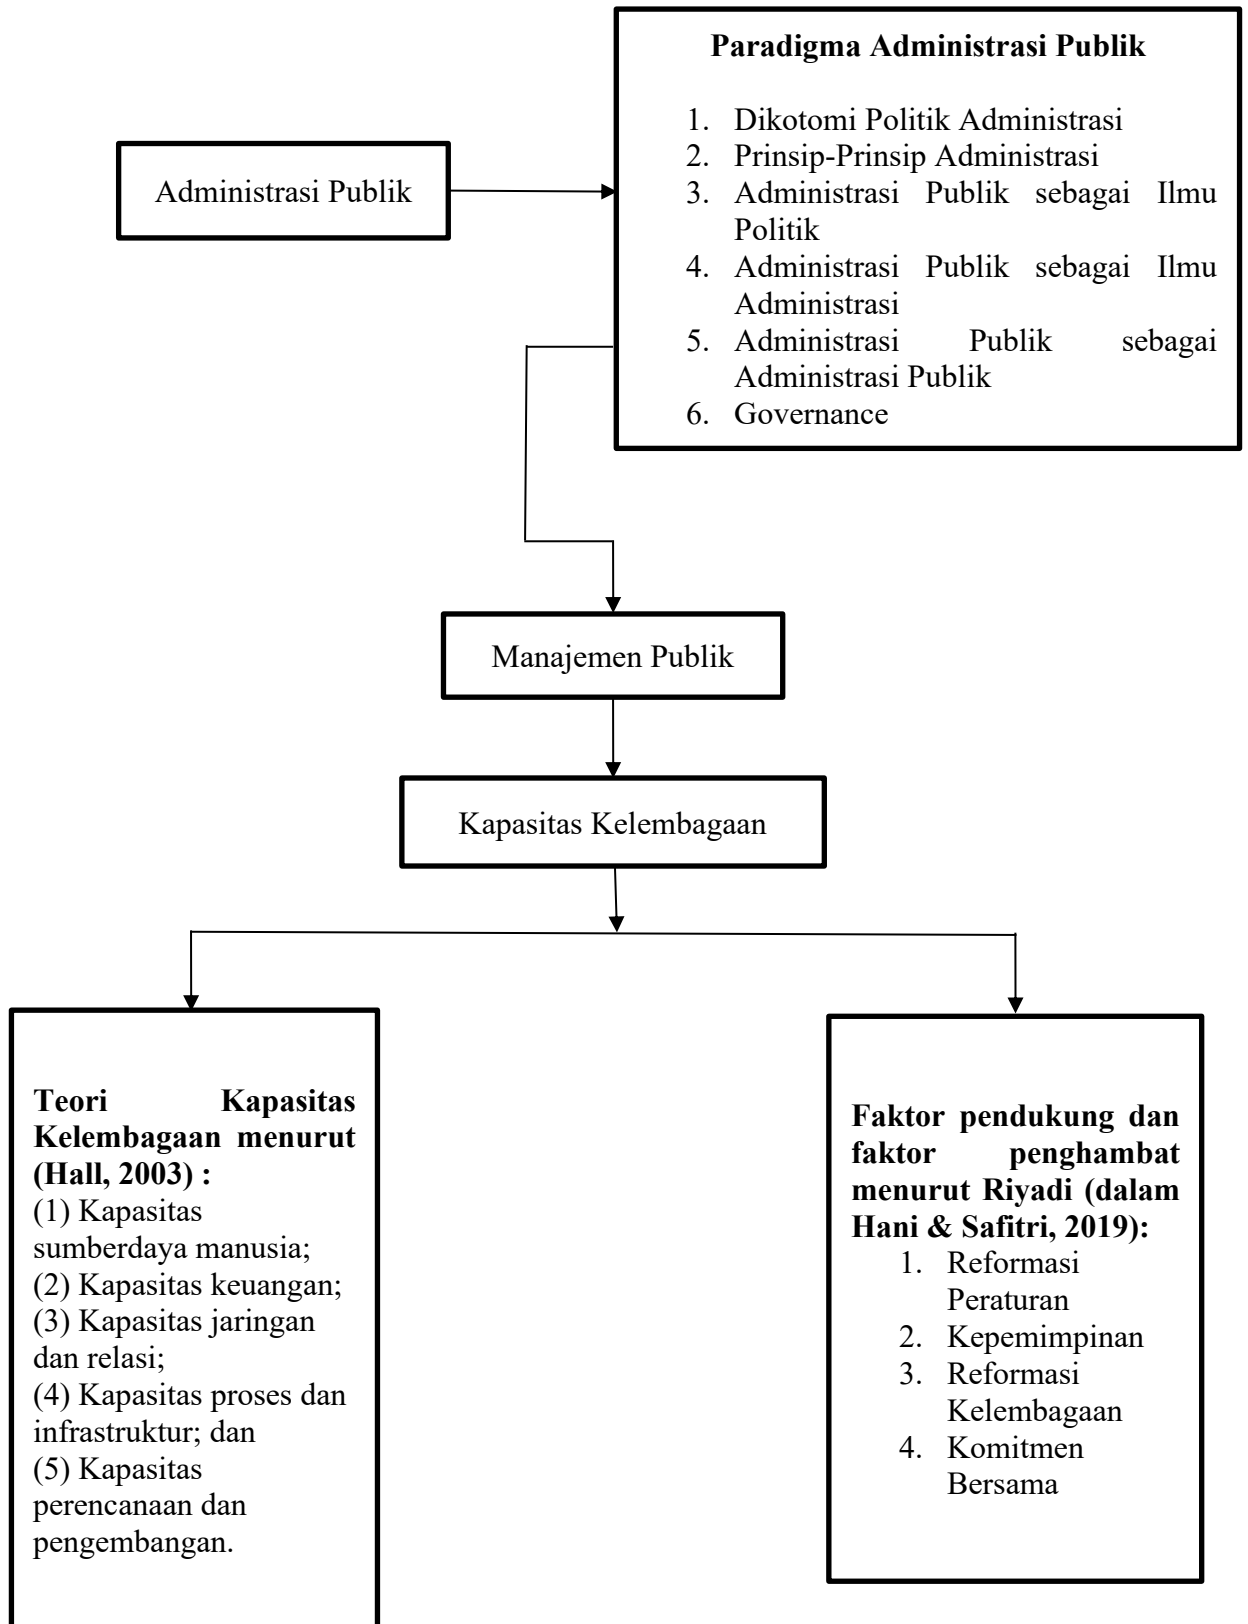 Paradigma Administrasi Publik
1. Dikotomi Politik Administrasi
2. Prinsip-Prinsip Administrasi
3. Administrasi Publik sebagai Ilmu
Politik
4. Administrasi Publik sebagai Ilmu
Administrasi
5. Administrasi Publik sebagai
Administrasi Publik
6. Governance
Administrasi Publik
Manajemen Publik
Kapasitas Kelembagaan
Teori Kapasitas
Kelembagaan menurut
(Hall, 2003) :
(1) Kapasitas
sumberdaya manusia;
(2) Kapasitas keuangan;
(3) Kapasitas jaringan
dan relasi;
(4) Kapasitas proses dan
infrastruktur; dan
(5) Kapasitas
perencanaan dan
pengembangan.
Faktor pendukung dan
faktor penghambat
menurut Riyadi (dalam
Hani & Safitri, 2019):
1. Reformasi
Peraturan
2. Kepemimpinan
3. Reformasi
Kelembagaan
4. Komitmen
Bersama